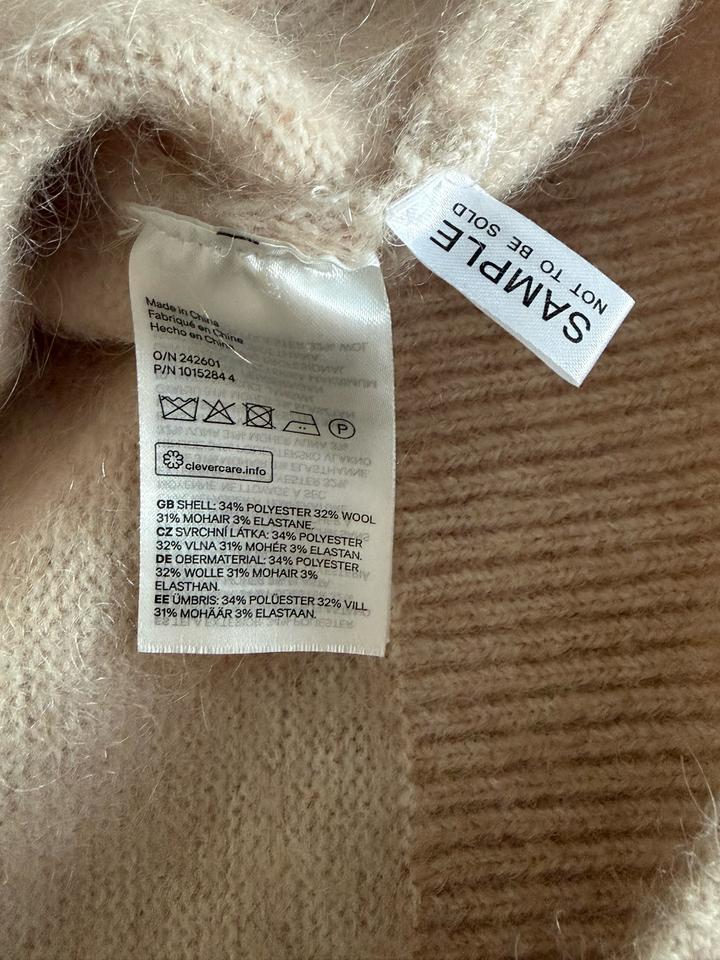 SAMPLE
NOT TO BE SOLD
Made in China
Fabriqué en Chine
Hecho en China
O/N 242601
P/N 1015284 4
P
clevercare.info
GB SHELL: 34% POLYESTER 32% WOOL
31% MOHAIR 3% ELASTANE.
CZ SVRCHNÍ LÁTKA: 34% POLYESTER
32% VLNA 31% MOHÉR 3% ELASTAN.
DE OBERMATERIAL: 34% POLYESTER
32% WOLLE 31% MOHAIR 3%
ELASTHAN.
EE ÜMBRIS: 34% POLÜESTER 32% VILL
31% MOHÄÄR 3% ELASTAAN.